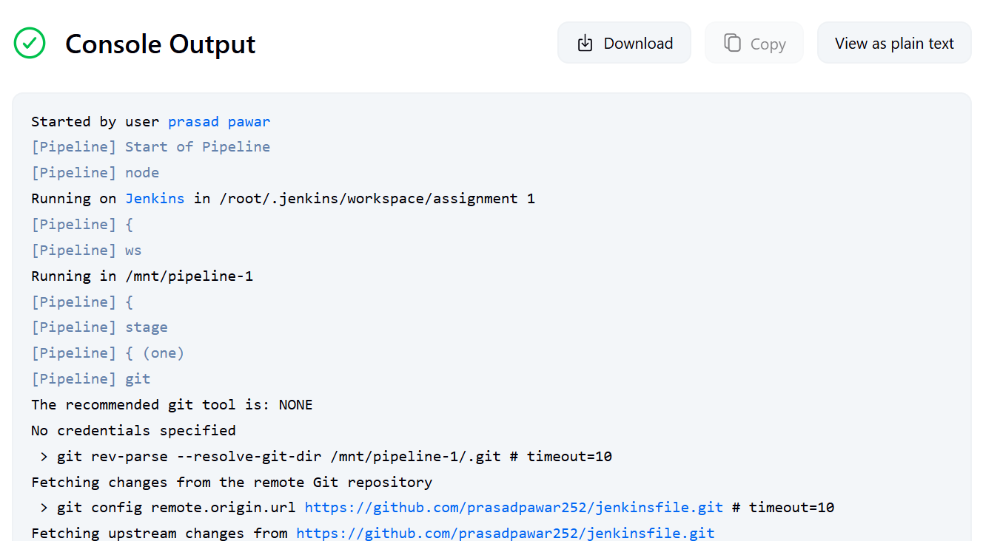 Console Output
Download
Copy
View as plain text
Started by user prasad pawar
[Pipeline] Start of Pipeline
[Pipeline] node
Running on Jenkins in /root/.jenkins/workspace/assignment 1
[Pipeline] {
[Pipeline] ws
Running in /mnt/pipeline-1
[Pipeline] {
[Pipeline] stage
[Pipeline] { (one)
[Pipeline] git
The recommended git tool is: NONE
No credentials specified
 > git rev-parse --resolve-git-dir /mnt/pipeline-1/.git # timeout=10
Fetching changes from the remote Git repository
 > git config remote.origin.url https://github.com/prasadpawar252/jenkinsfile.git # timeout=10
Fetching upstream changes from https://github.com/prasadpawar252/jenkinsfile.git